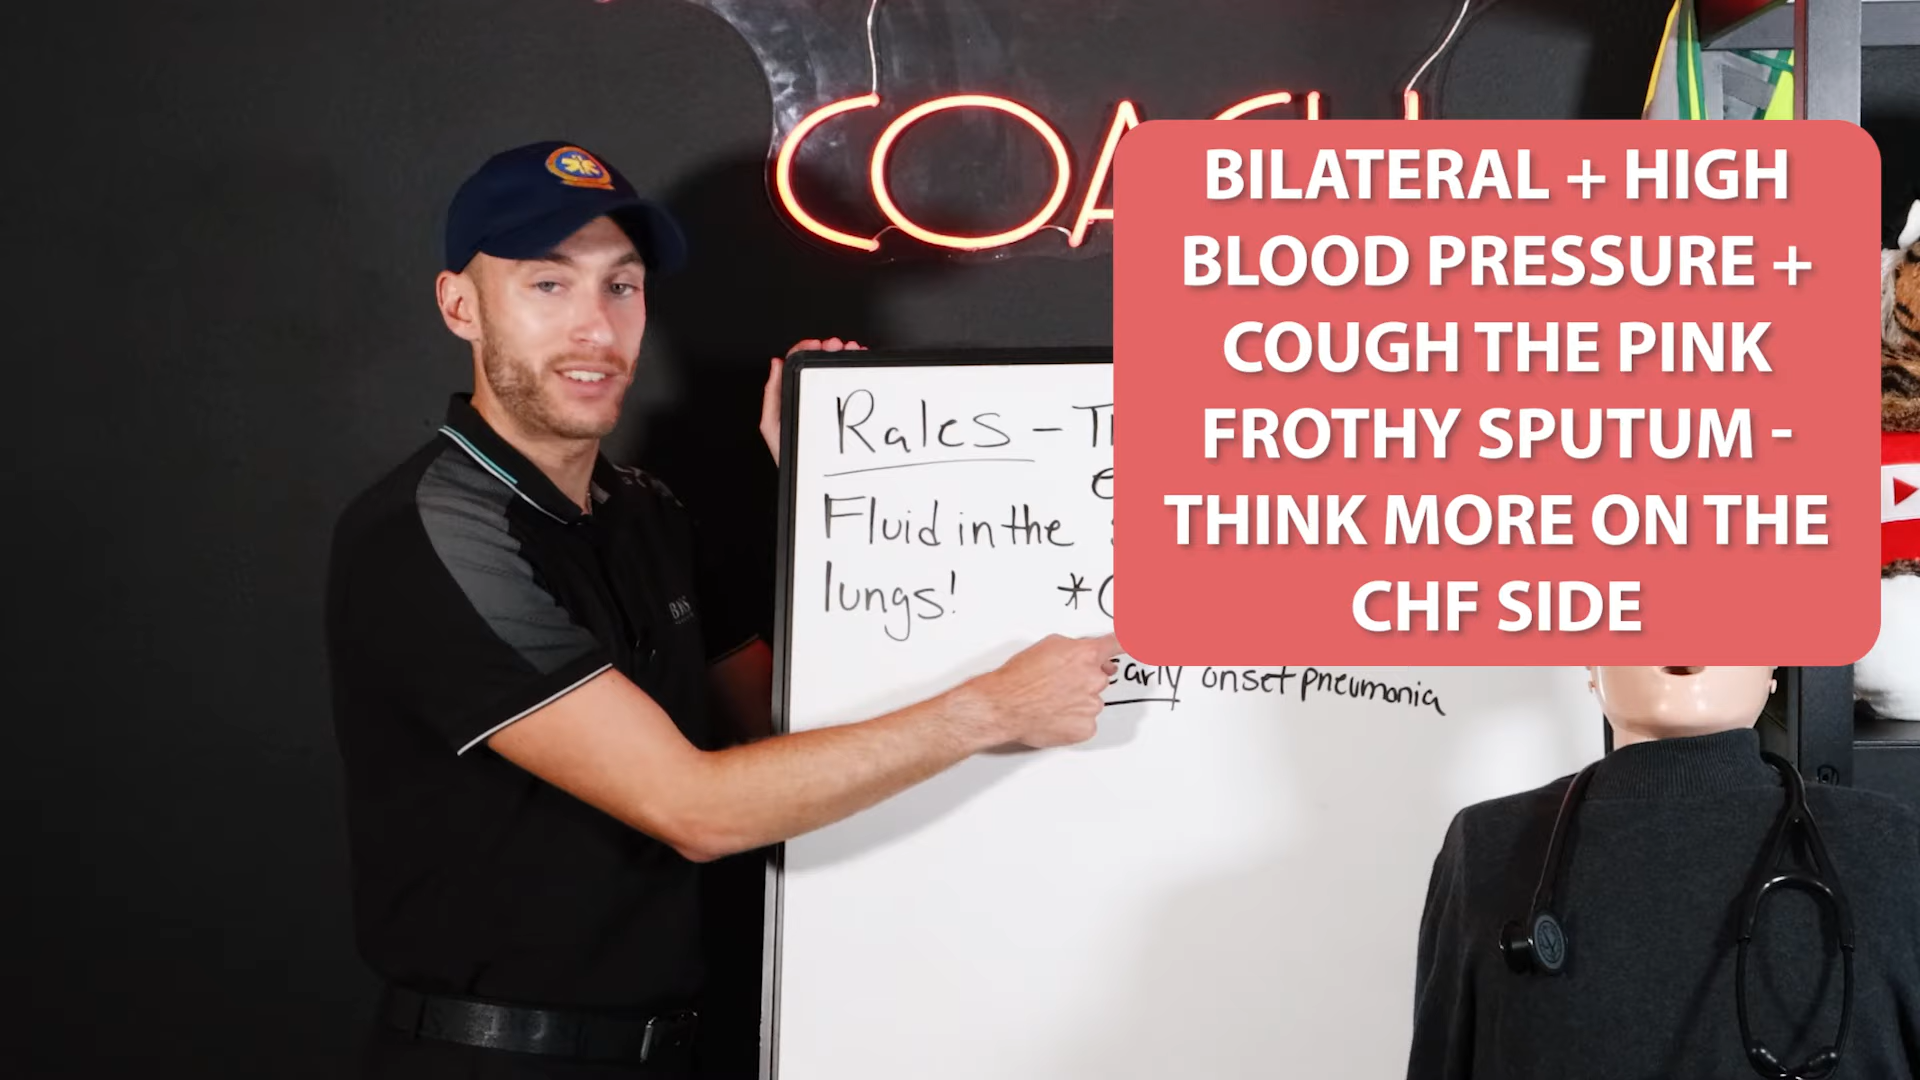 BILATERAL + HIGH
BLOOD PRESSURE +
COUGH THE PINK
FROTHY SPUTUM -
THINK MORE ON THE
CHF SIDE
Rales -
Fluid in the
lungs! *
early onset pneumonia